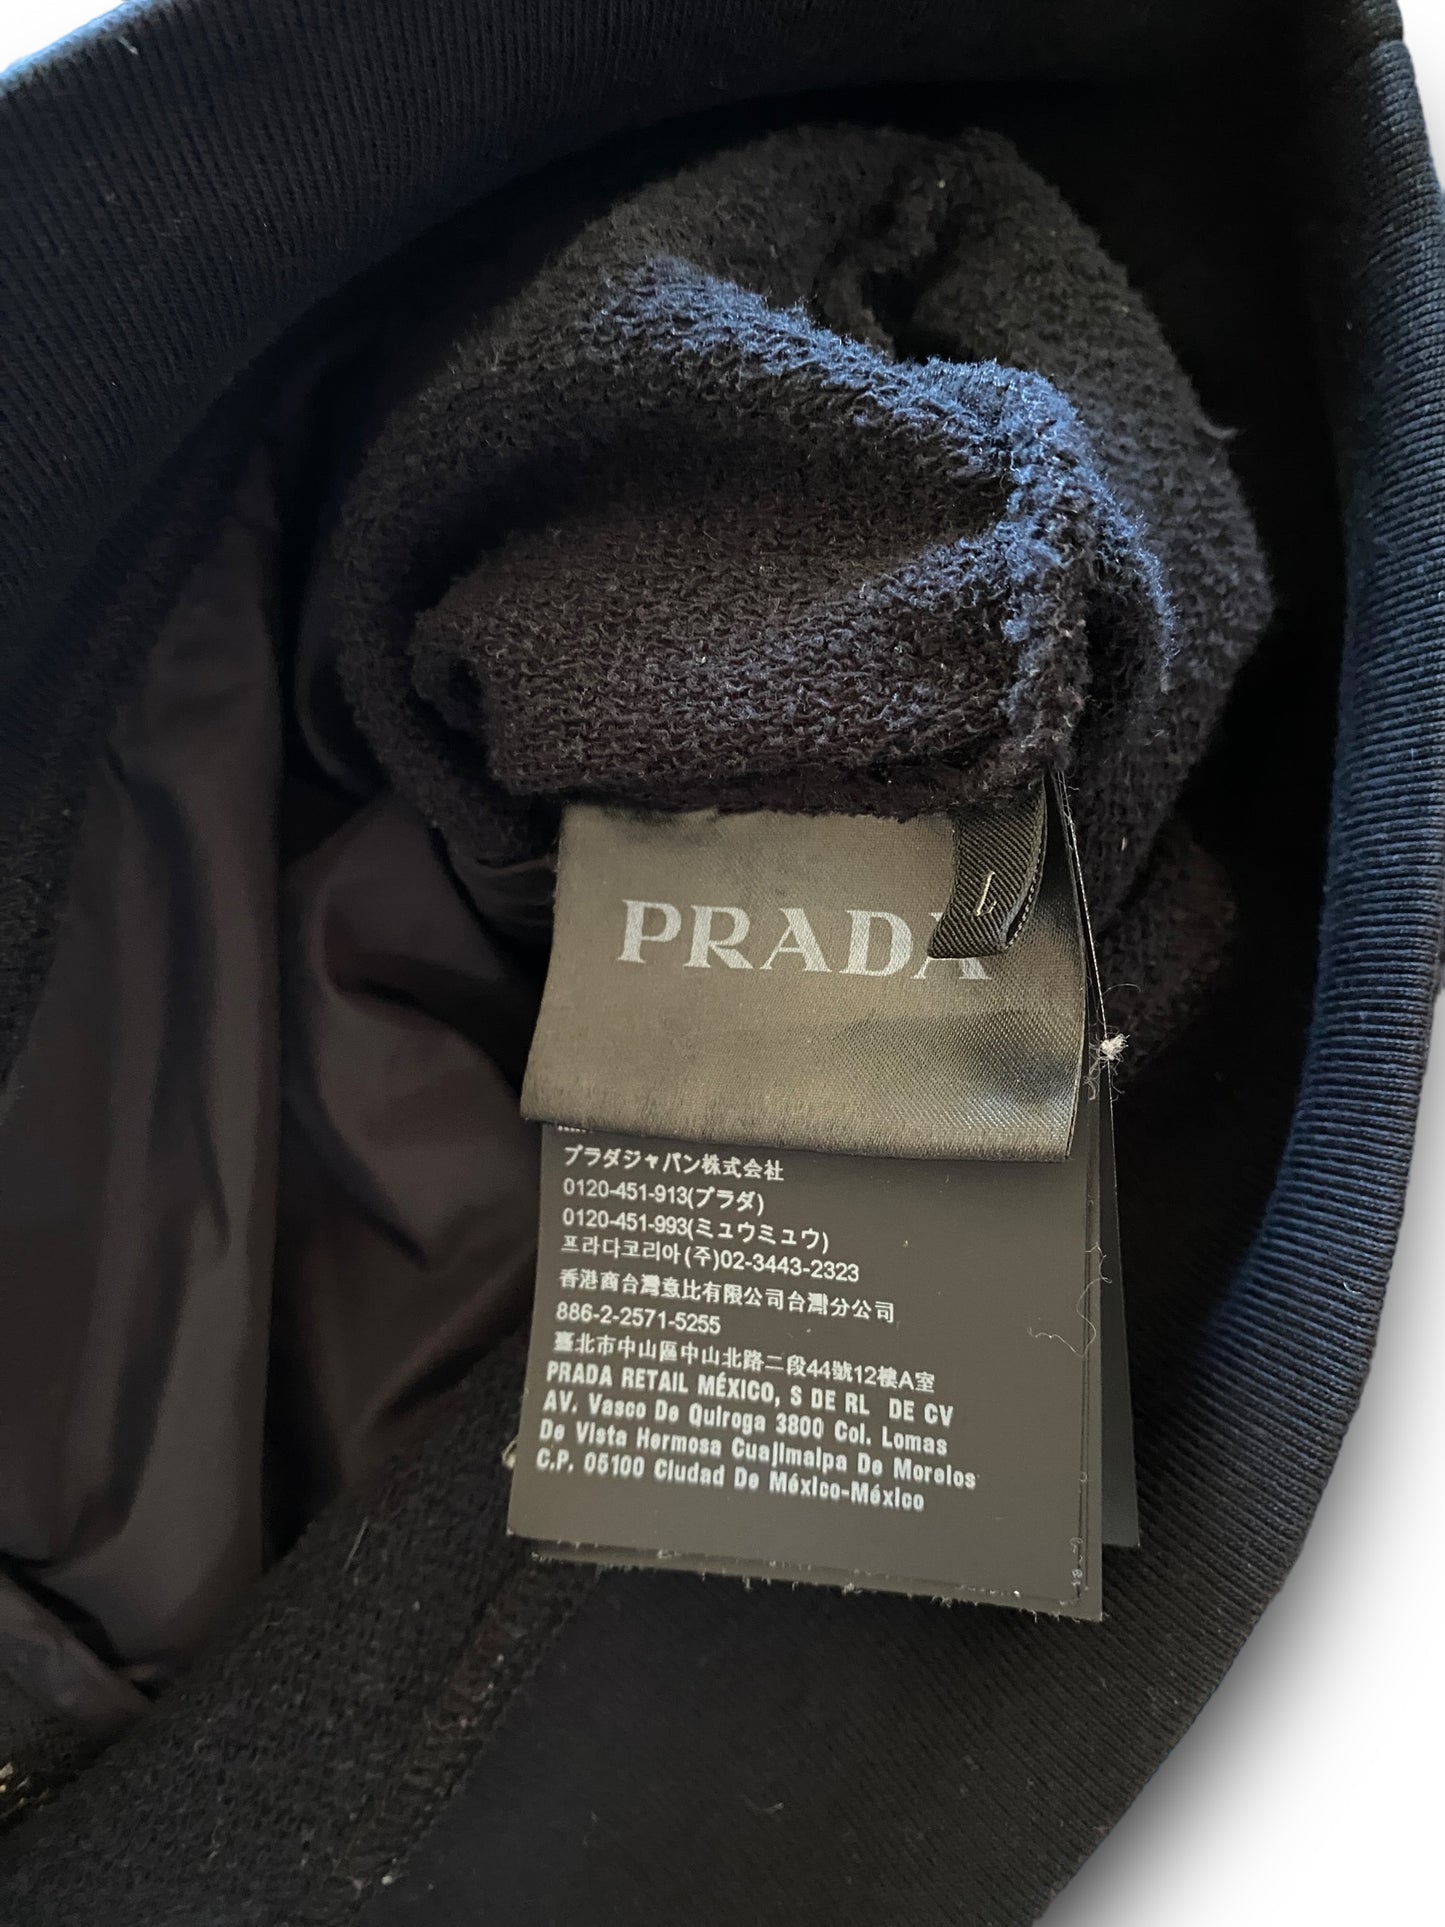 PRADA
L
プラダジャパン株式会社
0120-451-913(プラダ)
0120-451-993(ミュウミュウ)
프라다코리아(주)02-3443-2323
香港商台灣意比有限公司台灣分公司
886-2-2571-5255
臺北市中山區中山北路二段44號12樓A室
PRADA RETAIL MÉXICO, S DE RL DE CV
AV. Vasco De Quiroga 3800 Col. Lomas
De Vista Hermosa Cuajimalpa De Morelos
C.P. 05100 Ciudad De México-México